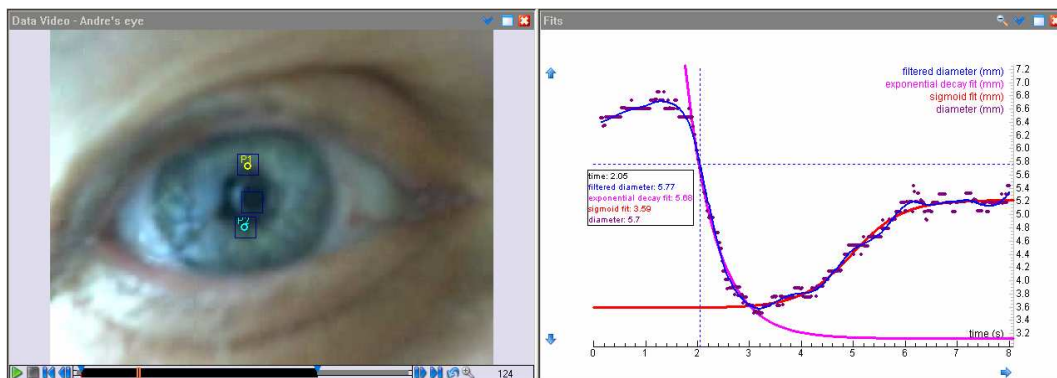 Data Video - Andre's eye
P1
P2
124
Fits
filtered diameter (mm)
exponential decay fit (mm)
sigmoid fit (mm)
diameter (mm)
7.2
7.0
6.8
6.6
6.4
6.2
6.0
5.8
5.6
5.4
5.2
5.0
4.8
4.6
4.4
4.2
4.0
3.8
3.6
3.4
3.2
time: 2.05
filtered diameter: 5.77
exponential decay fit: 5.68
sigmoid fit: 3.59
diameter: 5.7
time (s)
0 1 2 3 4 5 6 7 8